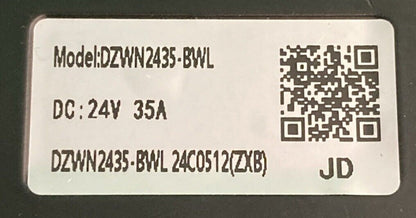 Model:DZWN2435-BWL
DC:24V 35A
DZWN2435-BWL 24C0512(ZXB)
JD